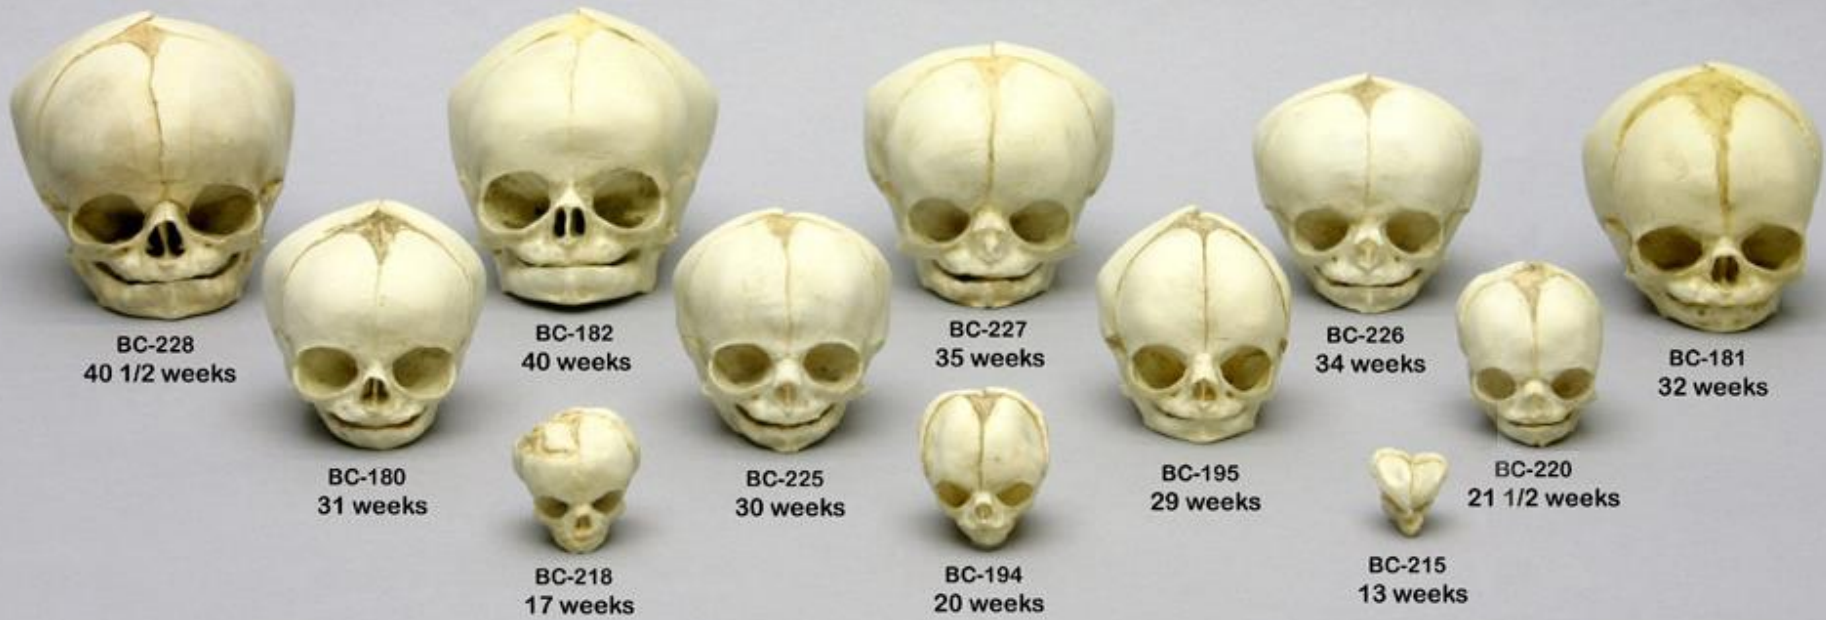 BC-228
40 1/2 weeks
BC-182
40 weeks
BC-227
35 weeks
BC-226
34 weeks
BC-181
32 weeks
BC-180
31 weeks
BC-225
30 weeks
BC-195
29 weeks
BC-220
21 1/2 weeks
BC-218
17 weeks
BC-194
20 weeks
BC-215
13 weeks